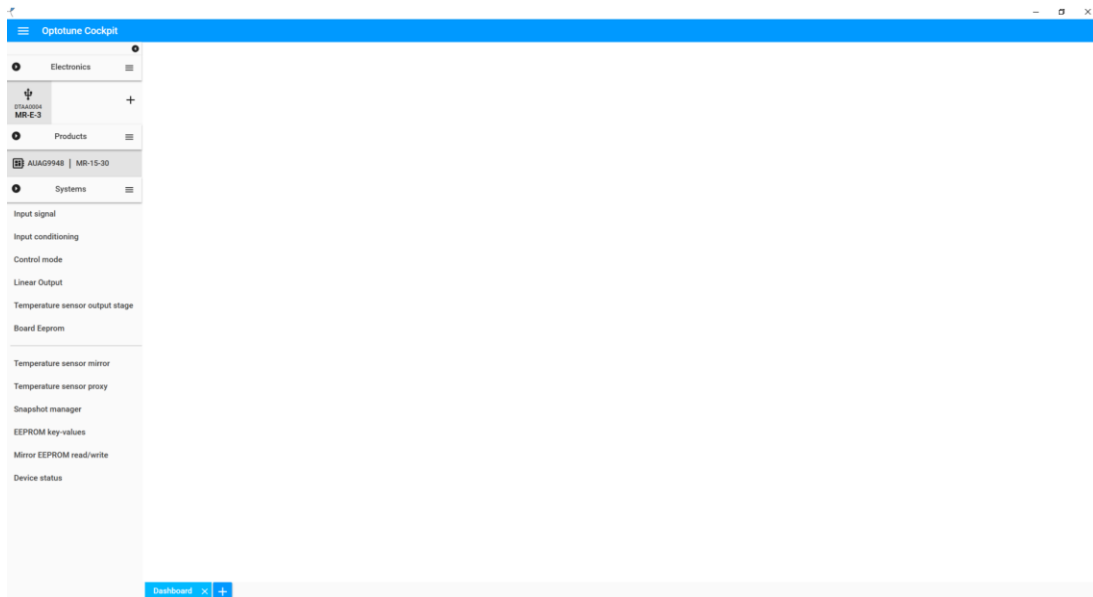 Optotune Cockpit
Electronics
DTAA0004
MR-E-3
Products
AUAG9948 | MR-15-30
Systems
Input signal
Input conditioning
Control mode
Linear Output
Temperature sensor output stage
Board Eeprom
Temperature sensor mirror
Temperature sensor proxy
Snapshot manager
EEPROM key-values
Mirror EEPROM read/write
Device status
Dashboard